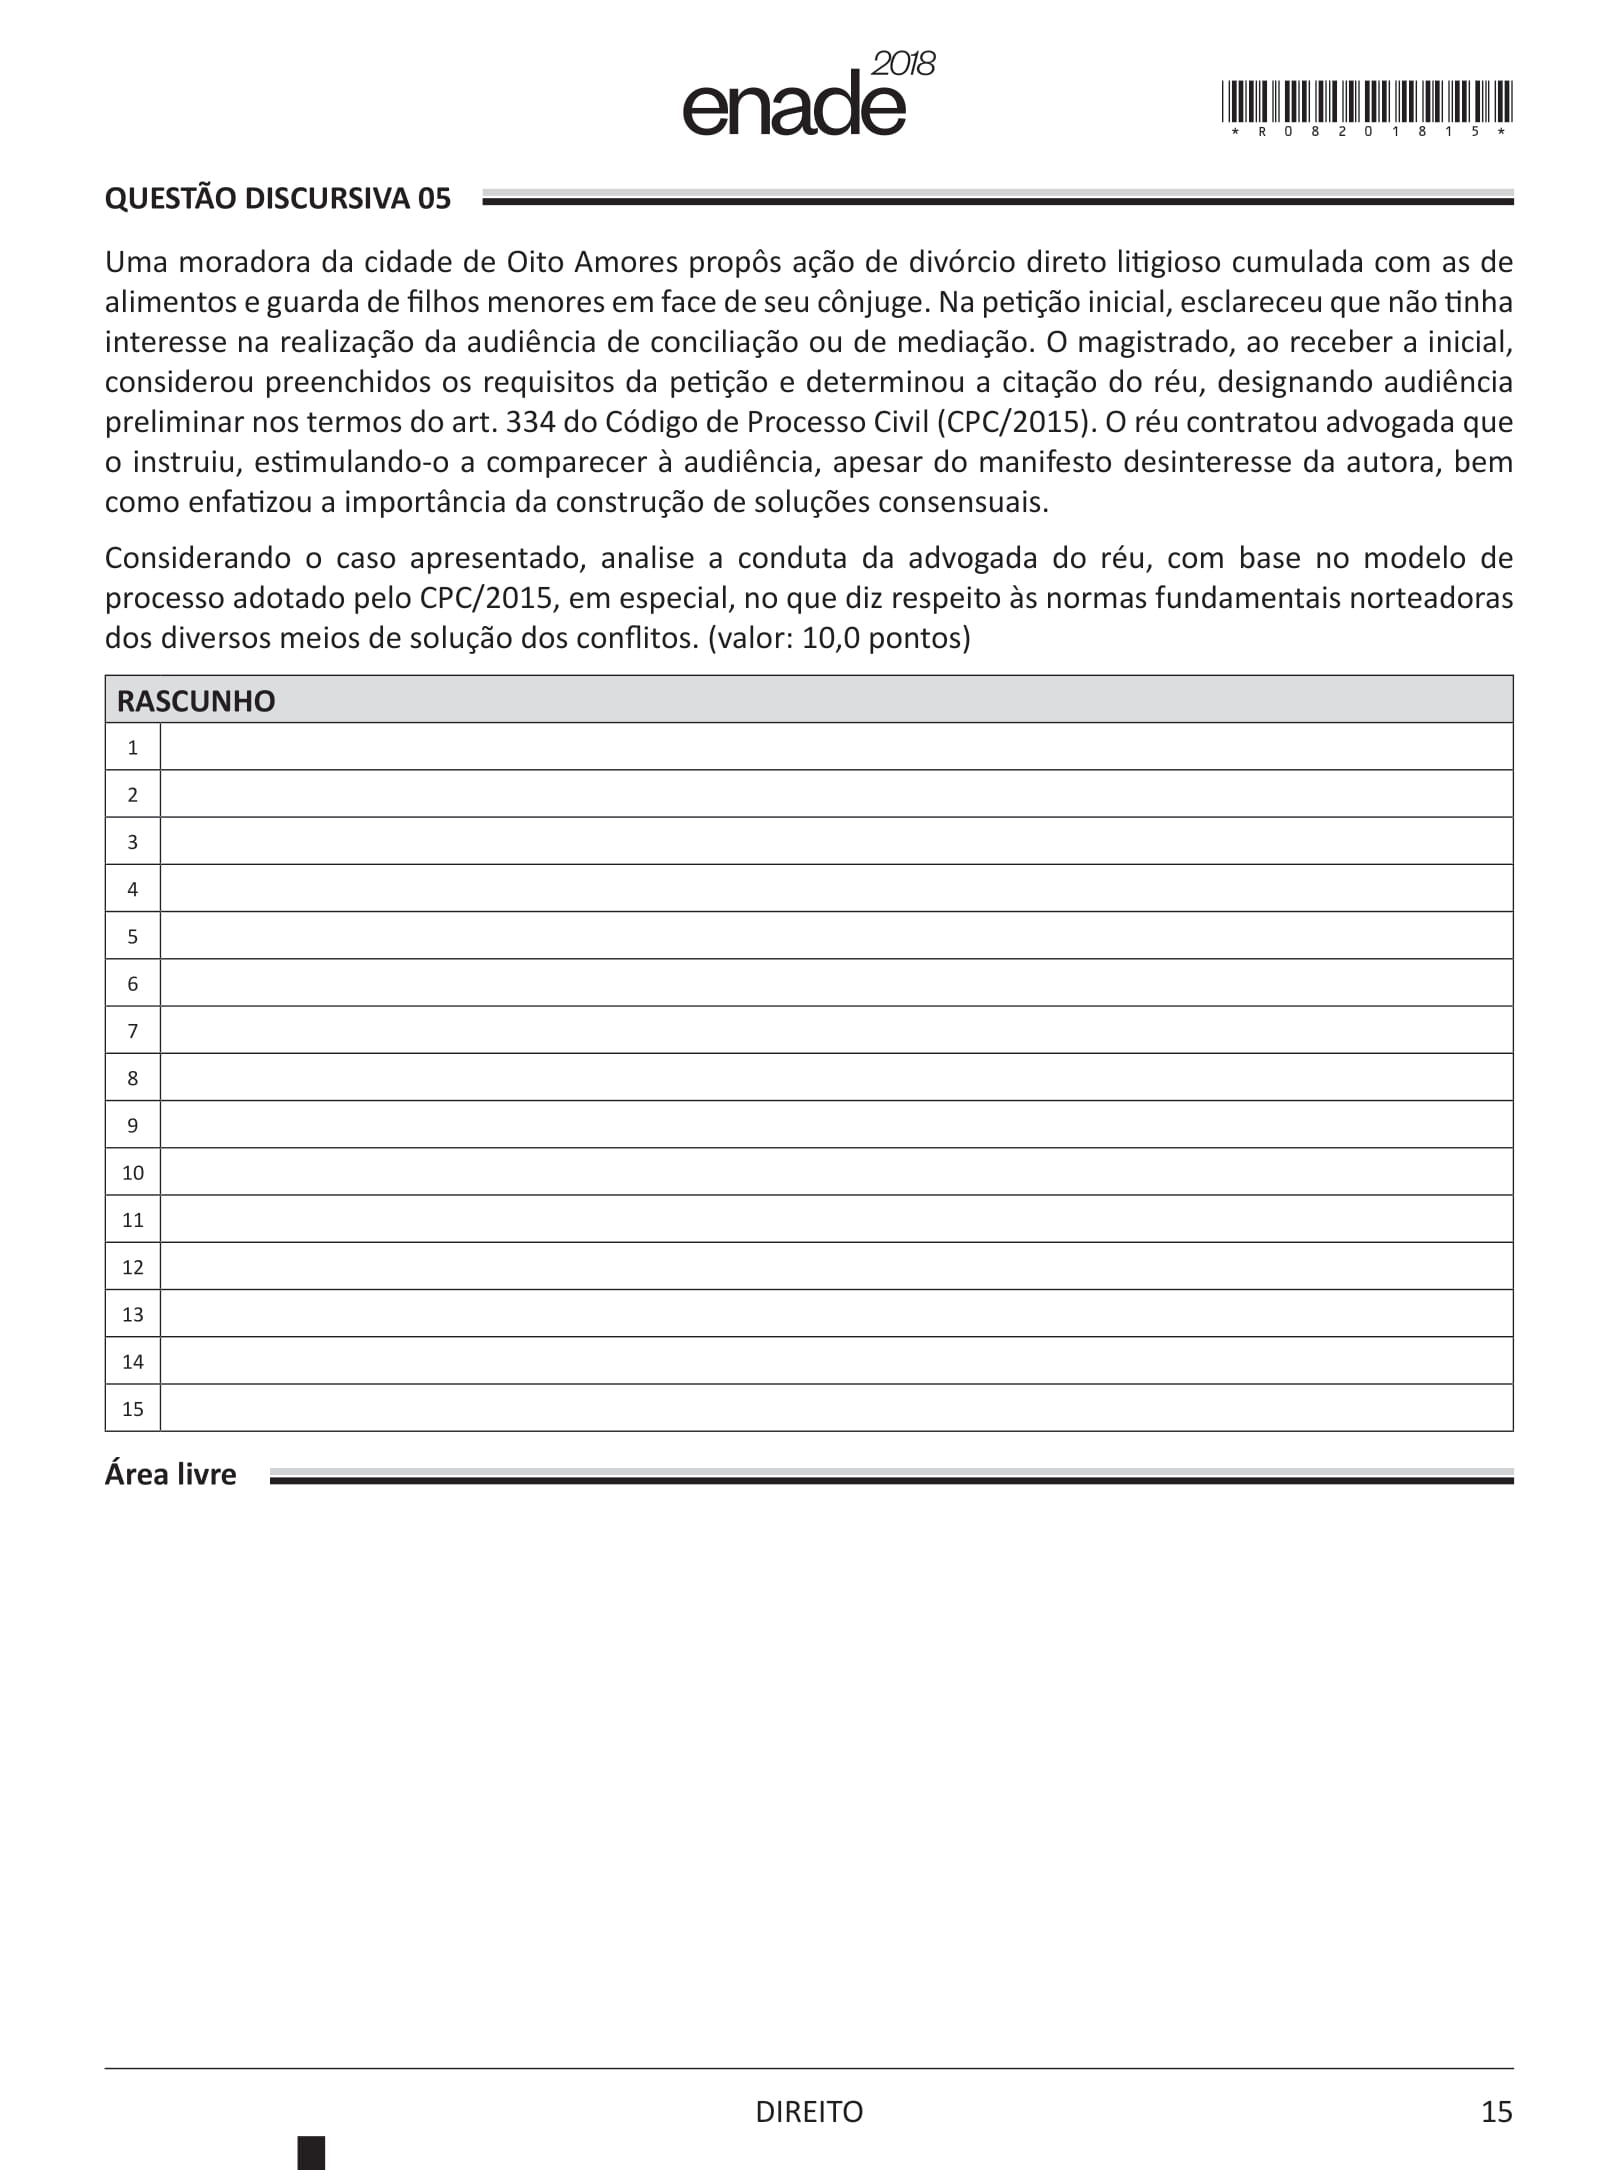 enade 2018
*R08201815*
QUESTÃO DISCURSIVA 05
Uma moradora da cidade de Oito Amores propôs ação de divórcio direto litigioso cumulada com as de
alimentos e guarda de filhos menores em face de seu cônjuge. Na petição inicial, esclareceu que não tinha
interesse na realização da audiência de conciliação ou de mediação. O magistrado, ao receber a inicial,
considerou preenchidos os requisitos da petição e determinou a citação do réu, designando audiência
preliminar nos termos do art. 334 do Código de Processo Civil (CPC/2015). O réu contratou advogada que
o instruiu, estimulando-o a comparecer à audiência, apesar do manifesto desinteresse da autora, bem
como enfatizou a importância da construção de soluções consensuais.
Considerando o caso apresentado, analise a conduta da advogada do réu, com base no modelo de
processo adotado pelo CPC/2015, em especial, no que diz respeito às normas fundamentais norteadoras
dos diversos meios de solução dos conflitos. (valor: 10,0 pontos)
RASCUNHO
1
2
3
4
5
6
7
8
9
10
11
12
13
14
15
Área livre
DIREITO 15